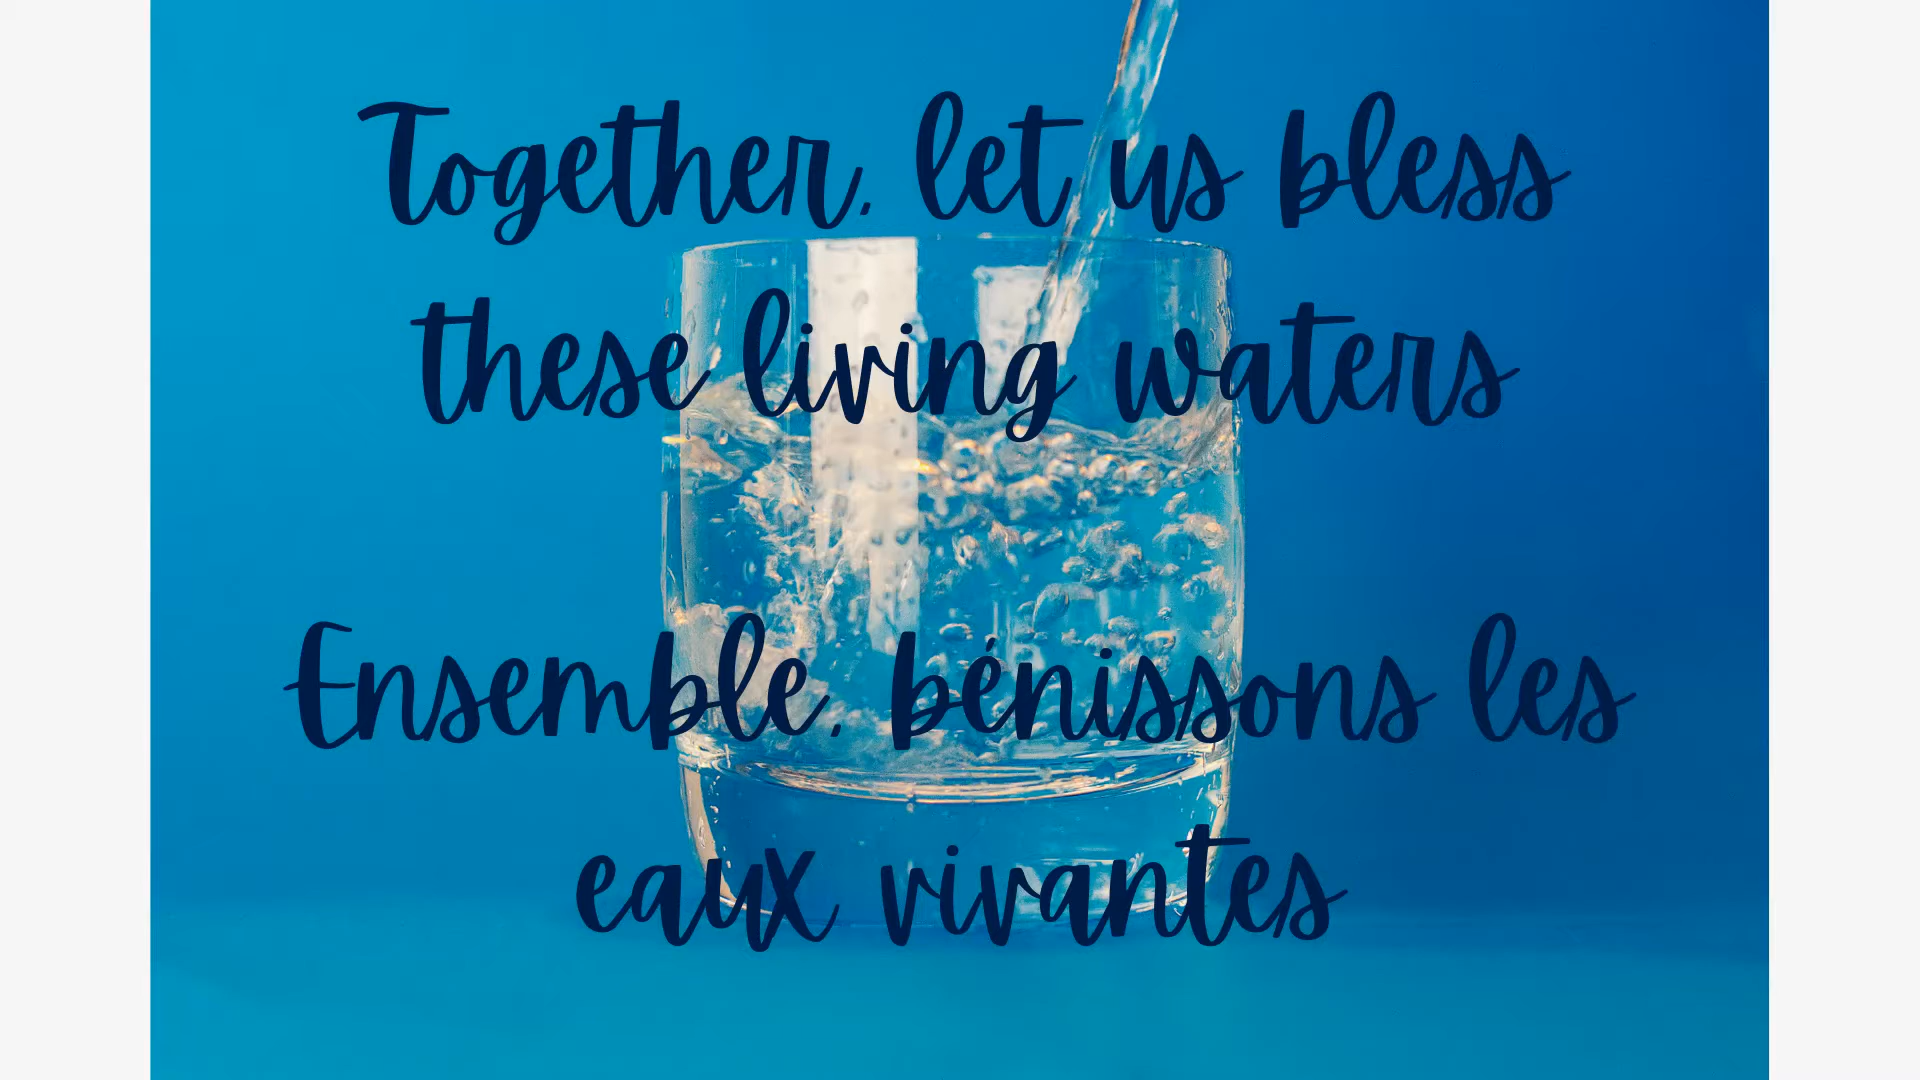 Together, let us bless
these living waters
Ensemble, bénissons les
eaux vivantes